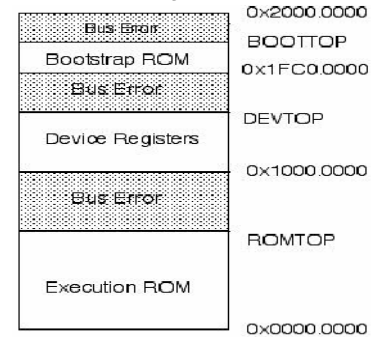 0x2000.0000
Bus Error
BOOTTOP
Bootstrap ROM
0x1FC0.0000
Bus Error
DEVTOP
Device Registers
0x1000.0000
Bus Error
ROMTOP
Execution ROM
0x0000.0000